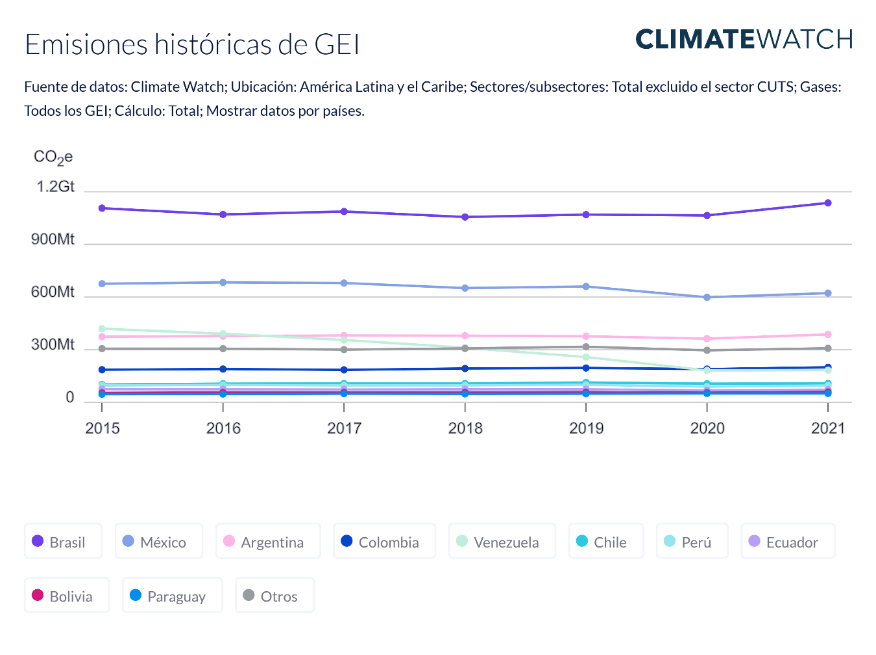 Emisiones históricas de GEI
CLIMATEWATCH
Fuente de datos: Climate Watch; Ubicación: América Latina y el Caribe; Sectores/subsectores: Total excluido el sector CUTS; Gases:
Todos los GEI; Cálculo: Total; Mostrar datos por países.
CO₂e
1.2Gt
900Mt
600Mt
300Mt
0
2015 2016 2017 2018 2019 2020 2021
Brasil México Argentina Colombia Venezuela Chile Perú Ecuador
Bolivia Paraguay Otros